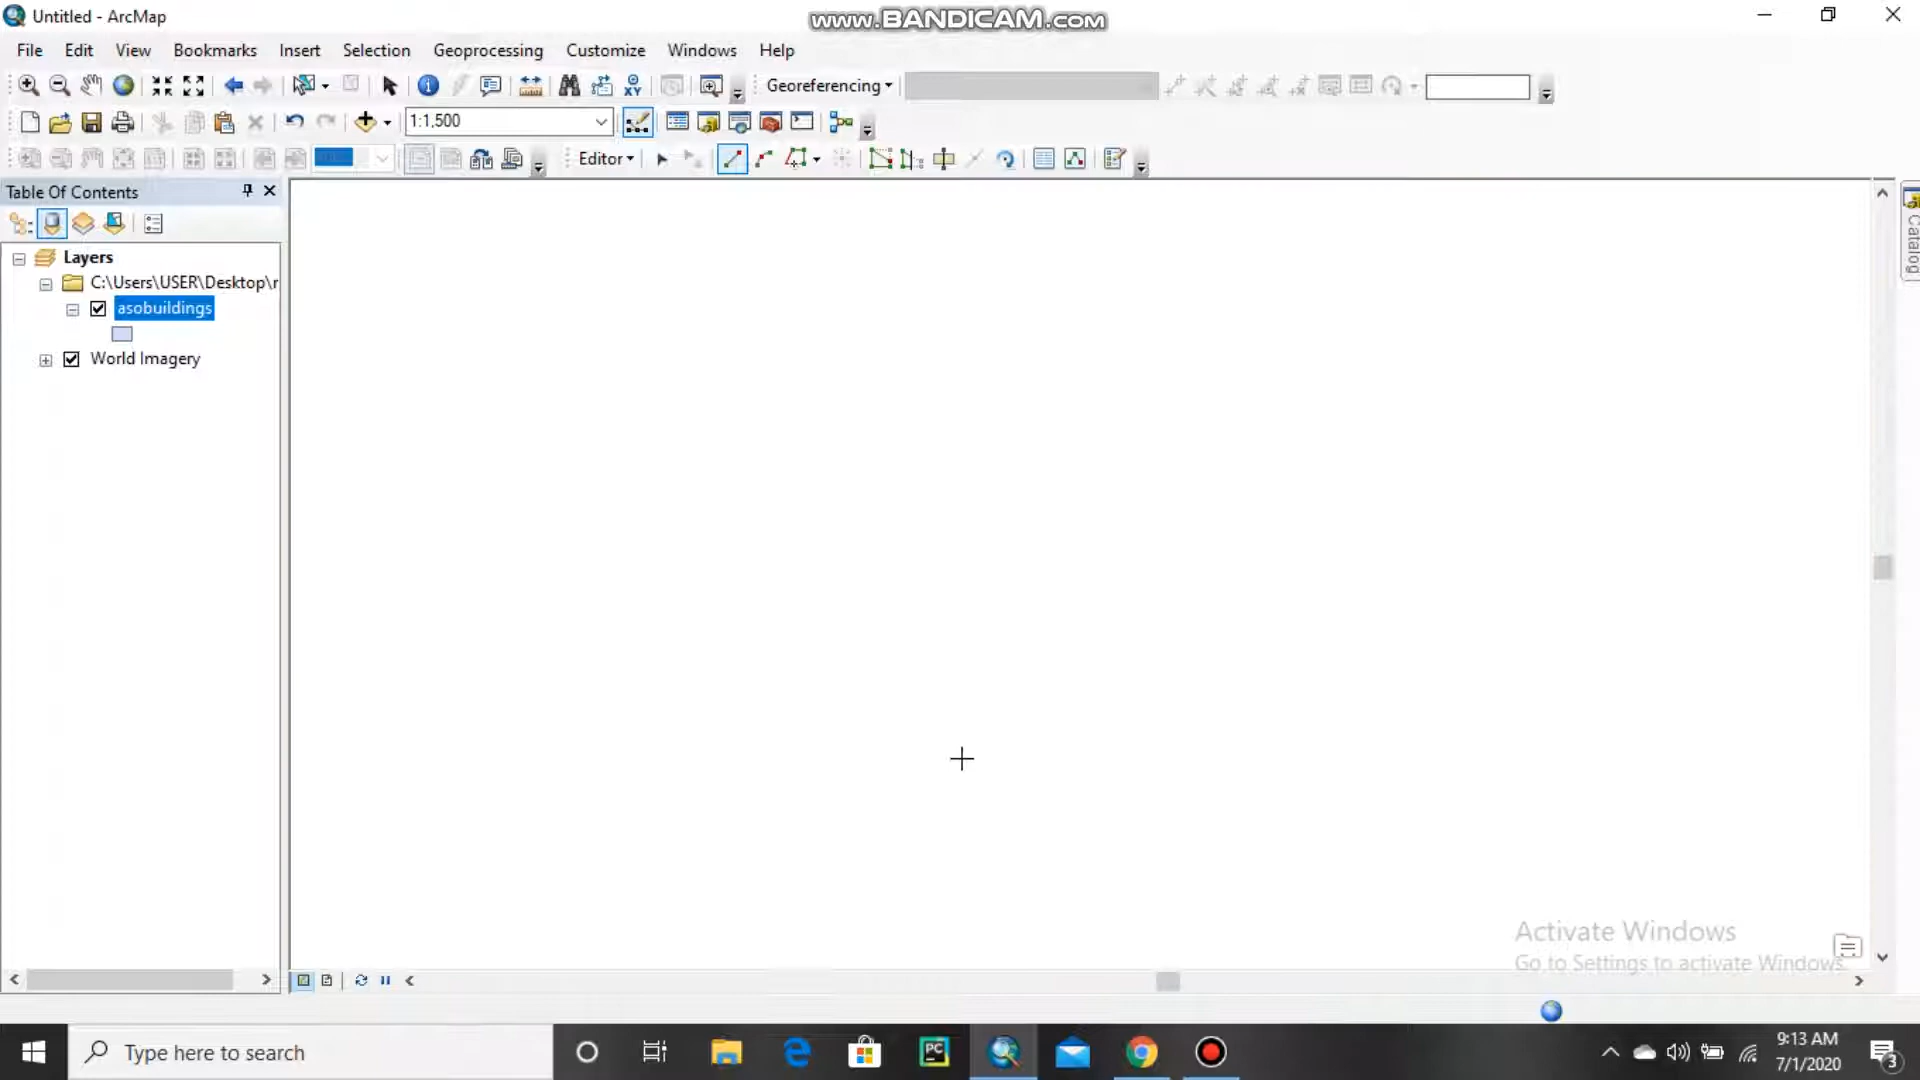 Untitled - ArcMap
www.BANDICAM.com
File Edit View Bookmarks Insert Selection Geoprocessing Customize Windows Help
Georeferencing
1:1,500
Editor
Table Of Contents
Layers
C:\Users\USER\Desktop\r
asobuildings
World Imagery
Catalog
Activate Windows
Go to Settings to activate Windows.
Type here to search
9:13 AM
7/1/2020
3